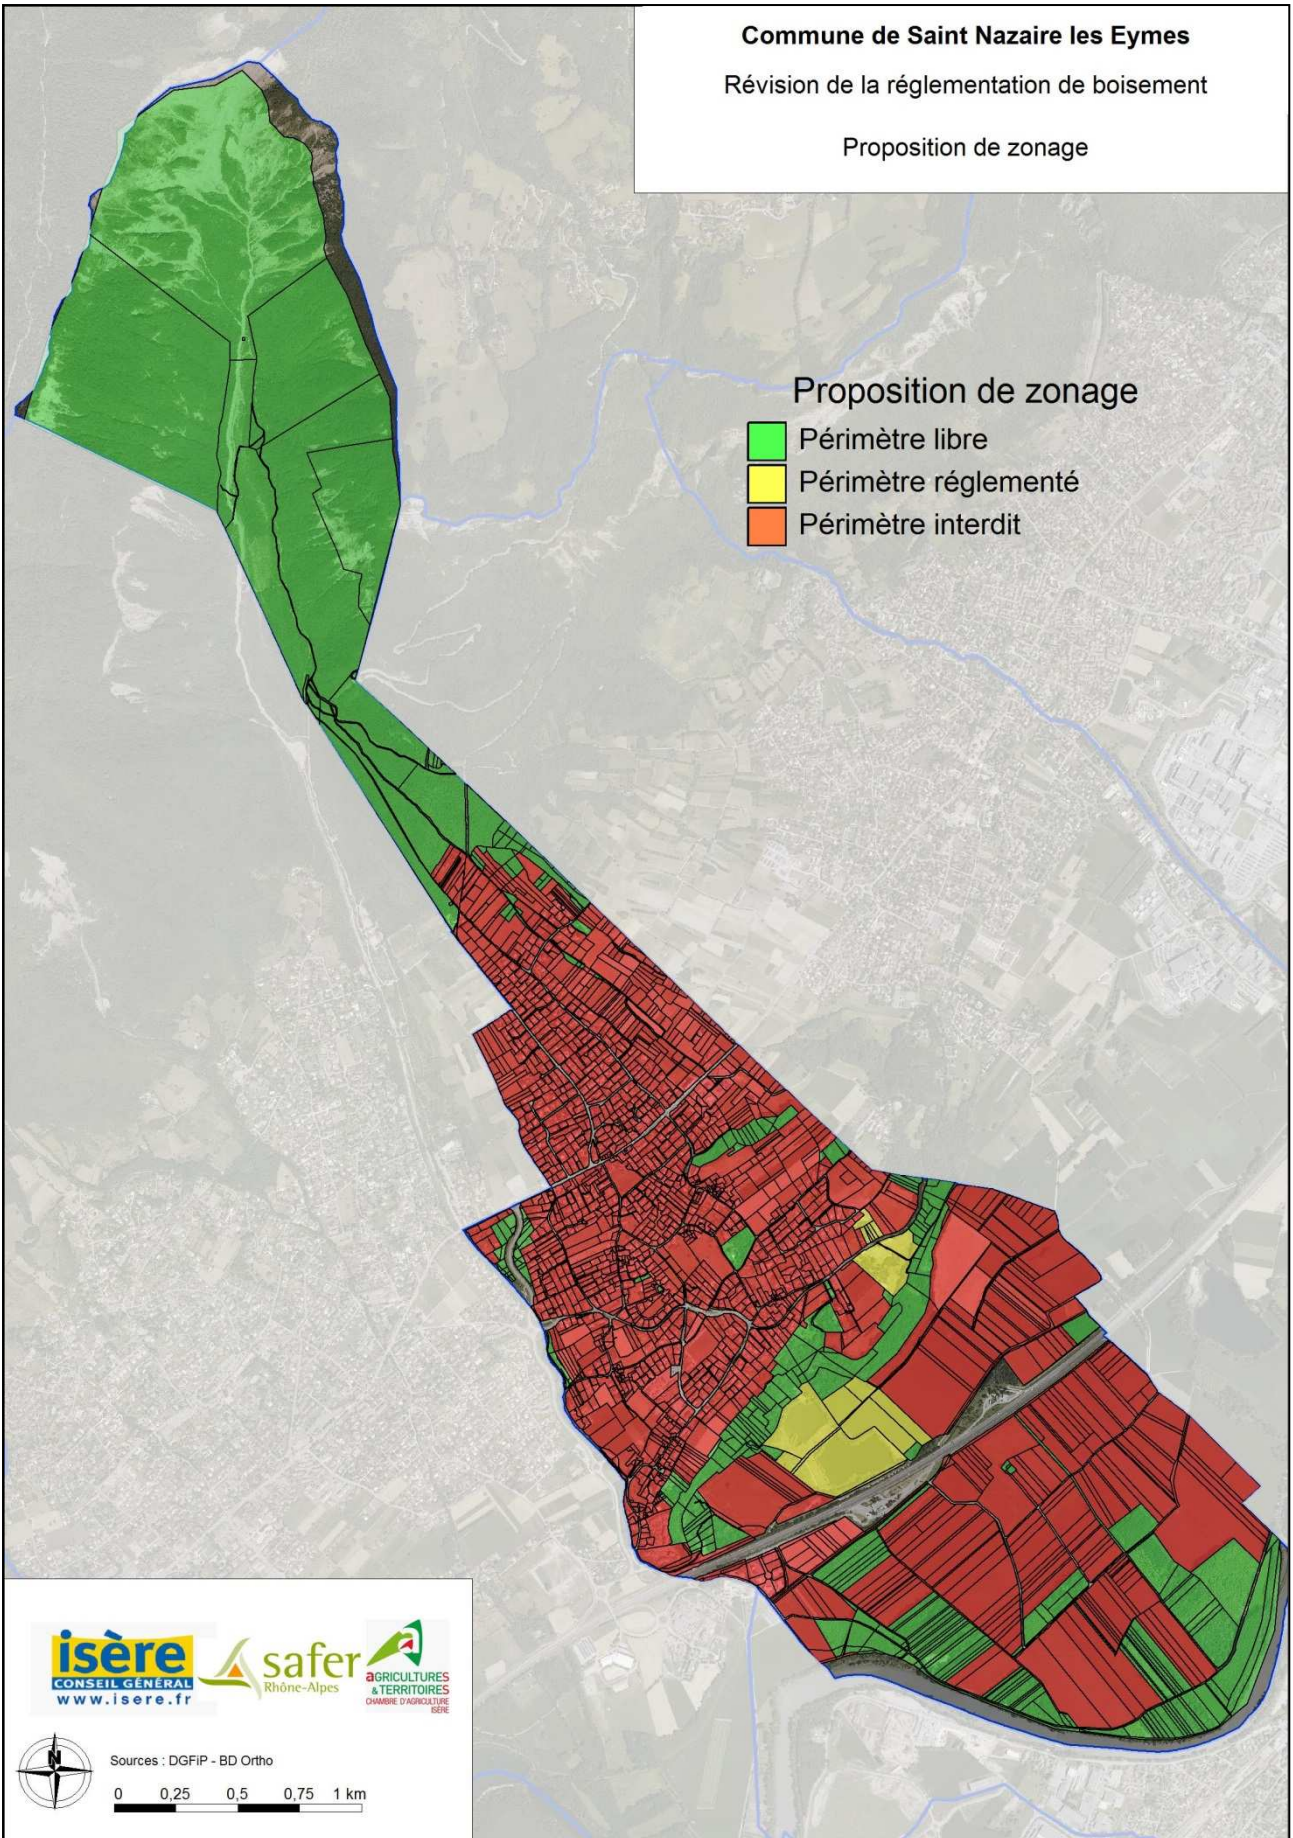 Commune de Saint Nazaire les Eymes
Révision de la réglementation de boisement
Proposition de zonage
Proposition de zonage
Périmètre libre
Périmètre réglementé
Périmètre interdit
isère
CONSEIL GÉNÉRAL
www.isere.fr
safer
Rhône-Alpes
aGRICULTURES
& TERRITOIRES
CHAMBRE D'AGRICULTURE
ISÈRE
N
Sources : DGFiP - BD Ortho
0 0,25 0,5 0,75 1 km